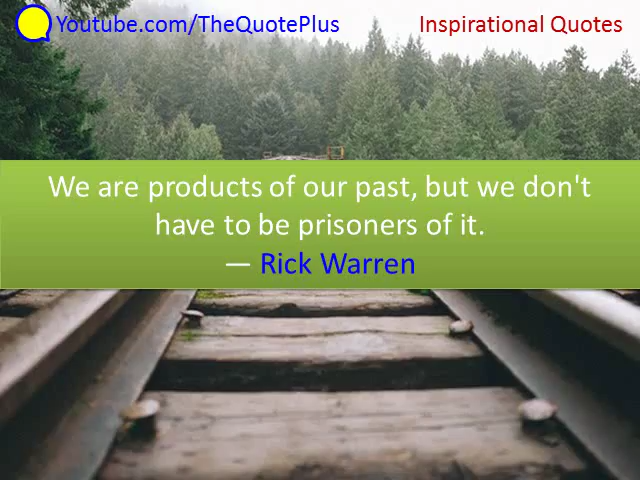 Youtube.com/TheQuotePlus
Inspirational Quotes
We are products of our past, but we don't
have to be prisoners of it.
— Rick Warren